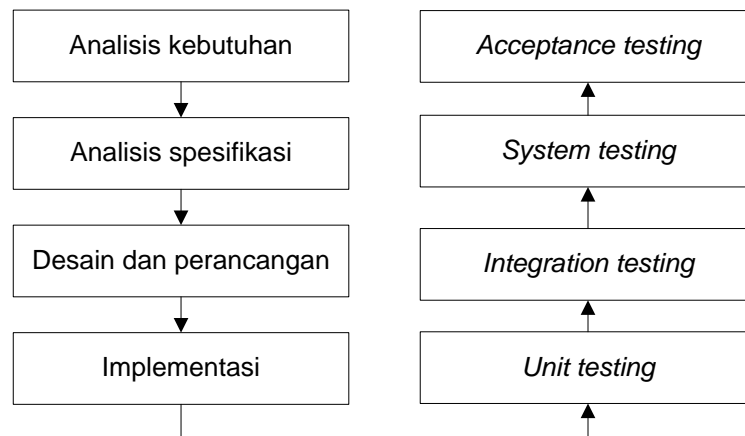 Analisis kebutuhan
Analisis spesifikasi
Desain dan perancangan
Implementasi
Acceptance testing
System testing
Integration testing
Unit testing